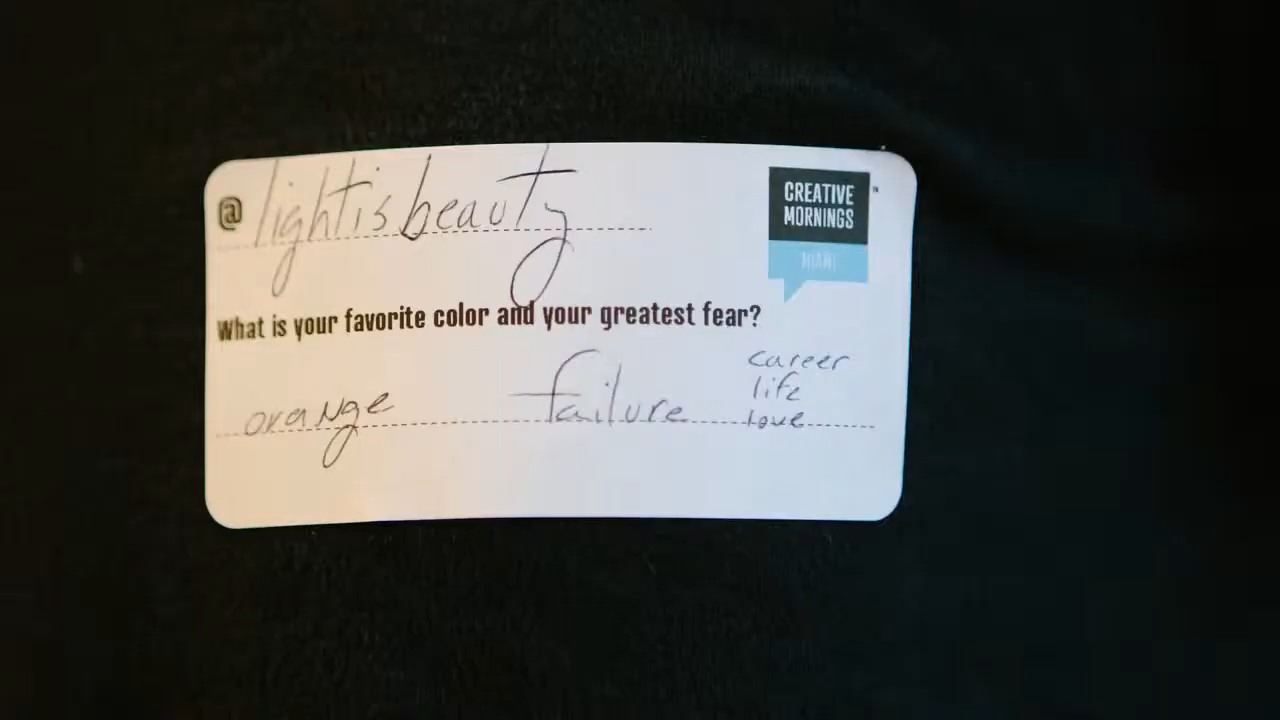 @lightisbeauty
CREATIVE
MORNINGS
MIAMI
What is your favorite color and your greatest fear?
orange failure career
life
love